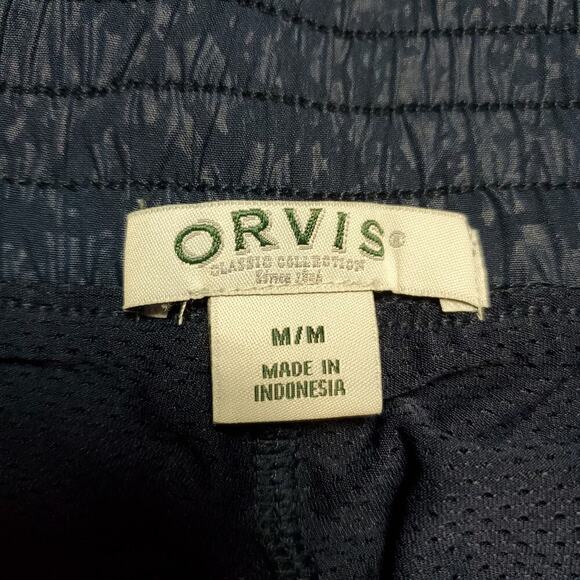 ORVIS®
CLASSIC COLLECTION
Since 1856
M/M
MADE IN
INDONESIA